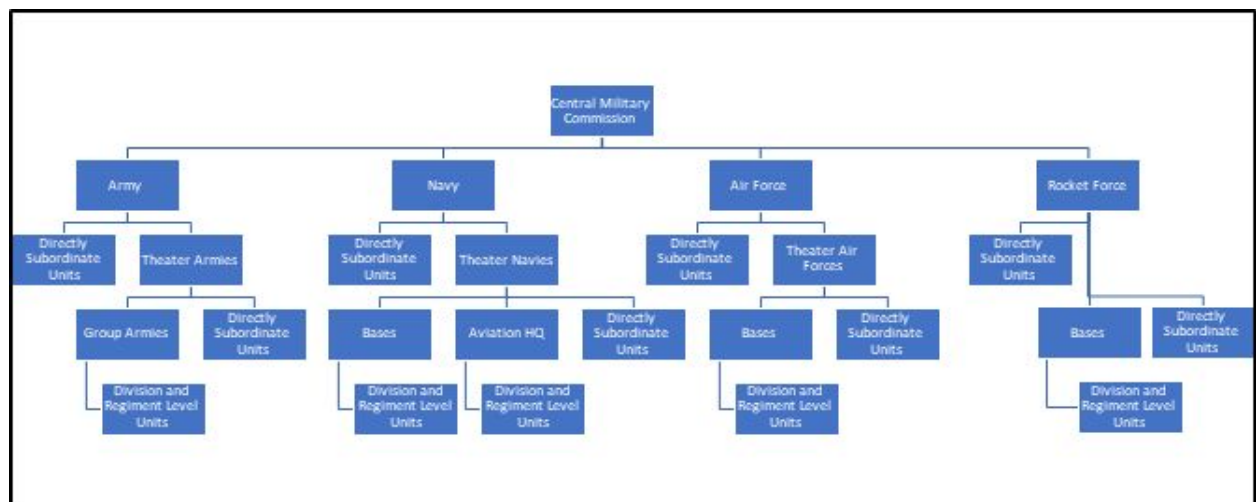 Central Military
Commission
Army
Navy
Air Force
Rocket Force
Directly
Subordinate
Units
Theater Armies
Directly
Subordinate
Units
Theater Navies
Directly
Subordinate
Units
Theater Air
Forces
Directly
Subordinate
Units
Group Armies
Directly
Subordinate
Units
Bases
Aviation HQ
Directly
Subordinate
Units
Bases
Directly
Subordinate
Units
Bases
Directly
Subordinate
Units
Division and
Regiment Level
Units
Division and
Regiment Level
Units
Division and
Regiment Level
Units
Division and
Regiment Level
Units
Division and
Regiment Level
Units